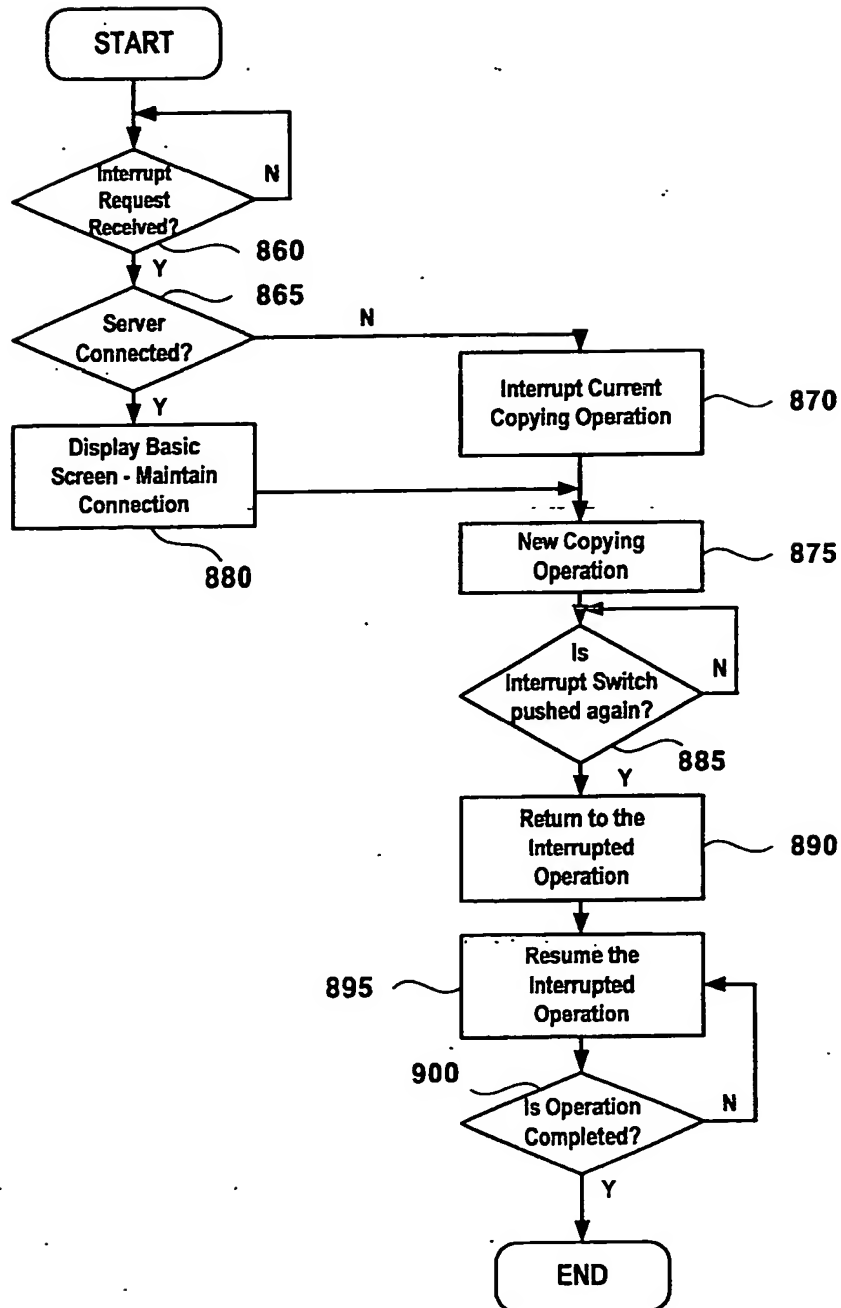 START
Interrupt
Request
Received?
N
860
Y
865
Server
Connected?
N
Y
Interrupt Current
Copying Operation
870
Display Basic
Screen - Maintain
Connection
880
New Copying
Operation
875
Is
Interrupt Switch
pushed again?
N
885
Y
Return to the
Interrupted
Operation
890
Resume the
Interrupted
Operation
895
900
Is Operation
Completed?
N
Y
END